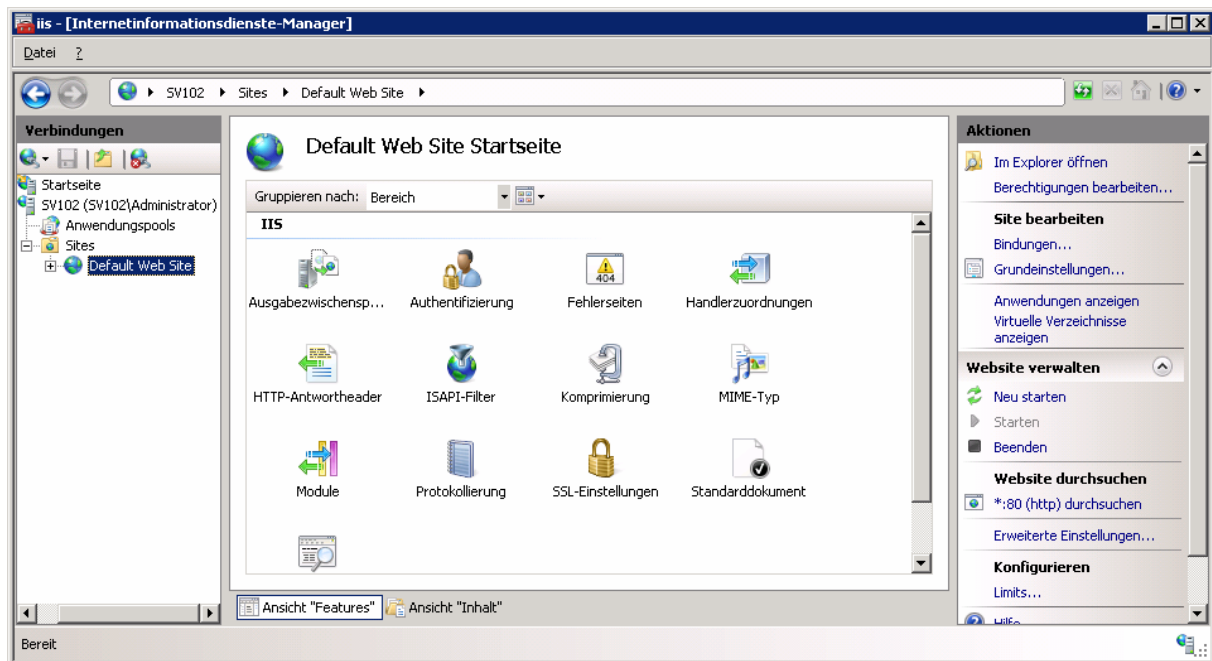 iis - [Internetinformationsdienste-Manager]
Datei ?
SV102 Sites Default Web Site
Verbindungen
Startseite
SV102 (SV102\Administrator)
Anwendungspools
Sites
Default Web Site
Default Web Site Startseite
Gruppieren nach: Bereich
IIS
Ausgabezwischensp... Authentifizierung Fehlerseiten Handlerzuordnungen
404
HTTP-Antwortheader ISAPI-Filter Komprimierung MIME-Typ
Module Protokollierung SSL-Einstellungen Standarddokument
Ansicht "Features" Ansicht "Inhalt"
Aktionen
Im Explorer öffnen
Berechtigungen bearbeiten...
Site bearbeiten
Bindungen...
Grundeinstellungen...
Anwendungen anzeigen
Virtuelle Verzeichnisse
anzeigen
Website verwalten
Neu starten
Starten
Beenden
Website durchsuchen
*:80 (http) durchsuchen
Erweiterte Einstellungen...
Konfigurieren
Limits...
Hilfe
Bereit